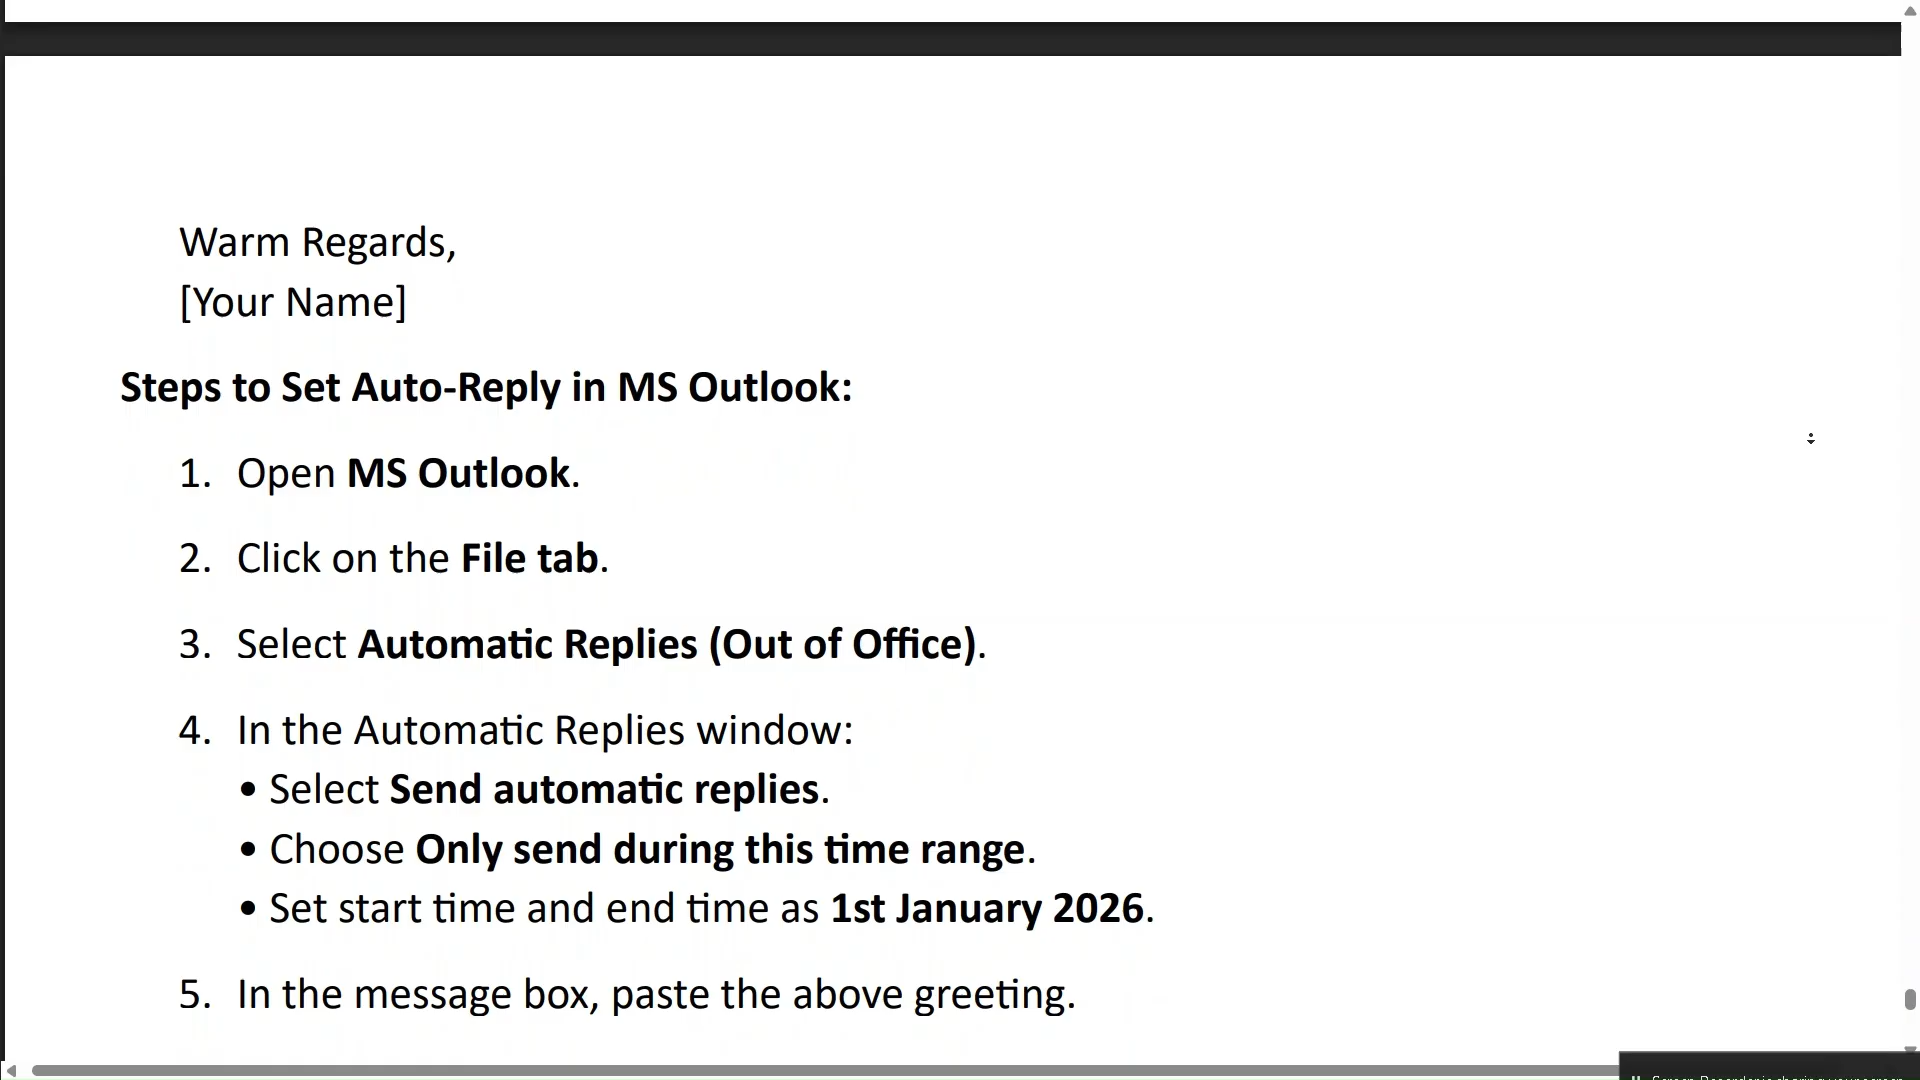 Warm Regards,
[Your Name]
Steps to Set Auto-Reply in MS Outlook:
1. Open MS Outlook.
2. Click on the File tab.
3. Select Automatic Replies (Out of Office).
4. In the Automatic Replies window:
• Select Send automatic replies.
• Choose Only send during this time range.
• Set start time and end time as 1st January 2026.
5. In the message box, paste the above greeting.